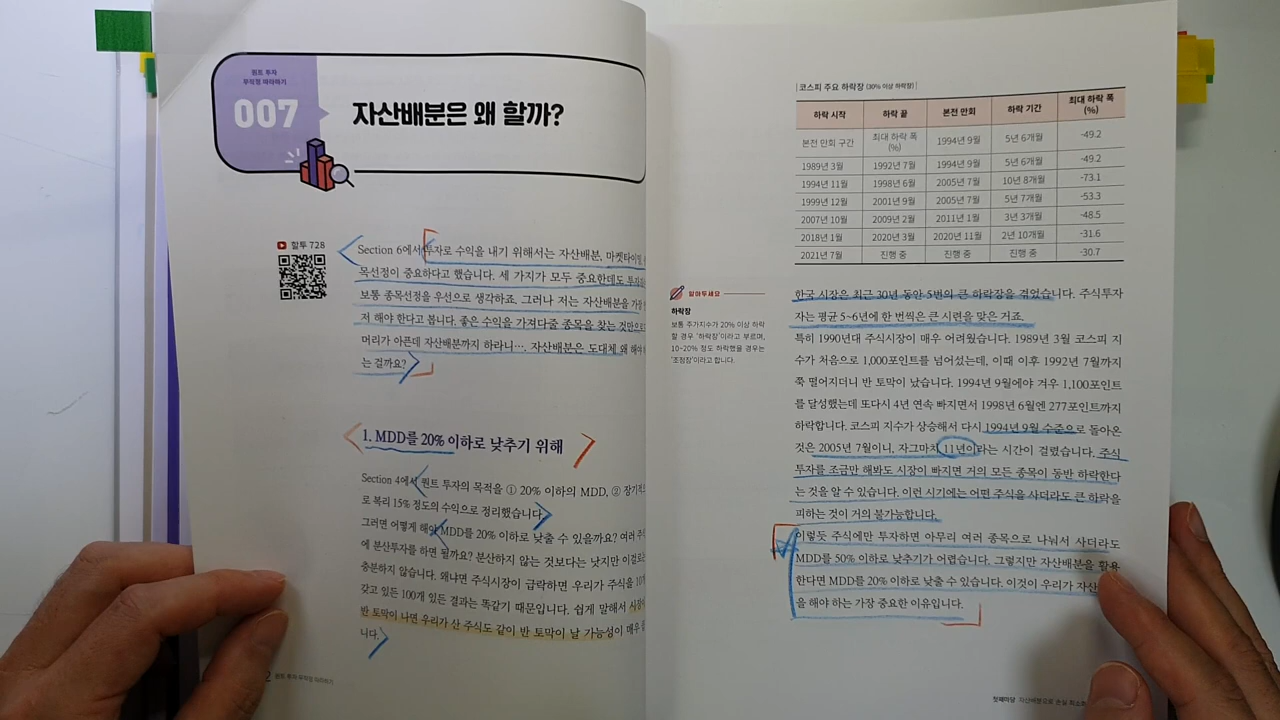 퀀트 투자
무작정 따라하기
007
자산배분은 왜 할까?
할투 728
Section 6에서 투자로 수익을 내기 위해서는 자산배분, 마켓타이밍,
목선정이 중요하다고 했습니다. 세 가지가 모두 중요한데도 투자
보통 종목선정을 우선으로 생각하죠. 그러나 저는 자산배분을 가장
저 해야 한다고 봅니다. 좋은 수익을 가져다줄 종목을 찾는 것만으로
머리가 아픈데 자산배분까지 하라니…. 자산배분은 도대체 왜 해야
는 걸까요?
1. MDD를 20% 이하로 낮추기 위해
Section 4에서 퀀트 투자의 목적을 ① 20% 이하의 MDD, ② 장기적
로 복리 15% 정도의 수익으로 정리했습니다.
그러면 어떻게 해야 MDD를 20% 이하로 낮출 수 있을까요? 여러 주
에 분산투자를 하면 될까요? 분산하지 않는 것보다는 낫지만 이걸로는
충분하지 않습니다. 왜냐면 주식시장이 급락하면 우리가 주식을 10개
갖고 있든 100개 있든 결과는 똑같기 때문입니다. 쉽게 말해서 시장이
반 토막이 나면 우리가 산 주식도 같이 반 토막이 날 가능성이 매우
니다.
2 퀀트 투자 무작정 따라하기
코스피 주요 하락장 (30% 이상 하락장)
하락 시작 하락 끝 본전 만회 하락 기간 최대 하락 폭 (%)
본전 만회 구간 최대 하락 폭 (%) 1994년 9월 5년 6개월 -49.2
1989년 3월 1992년 7월 1994년 9월 5년 6개월 -49.2
1994년 11월 1998년 6월 2005년 7월 10년 8개월 -73.1
1999년 12월 2001년 9월 2005년 7월 5년 7개월 -53.3
2007년 10월 2009년 2월 2011년 1월 3년 3개월 -48.5
2018년 1월 2020년 3월 2020년 11월 2년 10개월 -31.6
2021년 7월 진행 중 진행 중 진행 중 -30.7
알아두세요
하락장
보통 주가지수가 20% 이상 하락
할 경우 '하락장'이라고 부르며,
10~20% 정도 하락했을 경우는
'조정장'이라고 합니다.
한국 시장은 최근 30년 동안 5번의 큰 하락장을 겪었습니다. 주식투자
자는 평균 5~6년에 한 번씩은 큰 시련을 맞은 거죠.
특히 1990년대 주식시장이 매우 어려웠습니다. 1989년 3월 코스피 지
수가 처음으로 1,000포인트를 넘어섰는데, 이때 이후 1992년 7월까지
쭉 떨어지더니 반 토막이 났습니다. 1994년 9월에야 겨우 1,100포인트
를 달성했는데 또다시 4년 연속 빠지면서 1998년 6월엔 277포인트까지
하락합니다. 코스피 지수가 상승해서 다시 1994년 9월 수준으로 돌아온
것은 2005년 7월이니, 자그마치 11년이라는 시간이 걸렸습니다. 주식
투자를 조금만 해봐도 시장이 빠지면 거의 모든 종목이 동반 하락한다
는 것을 알 수 있습니다. 이런 시기에는 어떤 주식을 사더라도 큰 하락을
피하는 것이 거의 불가능합니다.
이렇듯 주식에만 투자하면 아무리 여러 종목으로 나눠서 사더라도
MDD를 50% 이하로 낮추기가 어렵습니다. 그렇지만 자산배분을 활용
한다면 MDD를 20% 이하로 낮출 수 있습니다. 이것이 우리가 자산
을 해야 하는 가장 중요한 이유입니다.
첫째마당 자산배분으로 손실 최소화